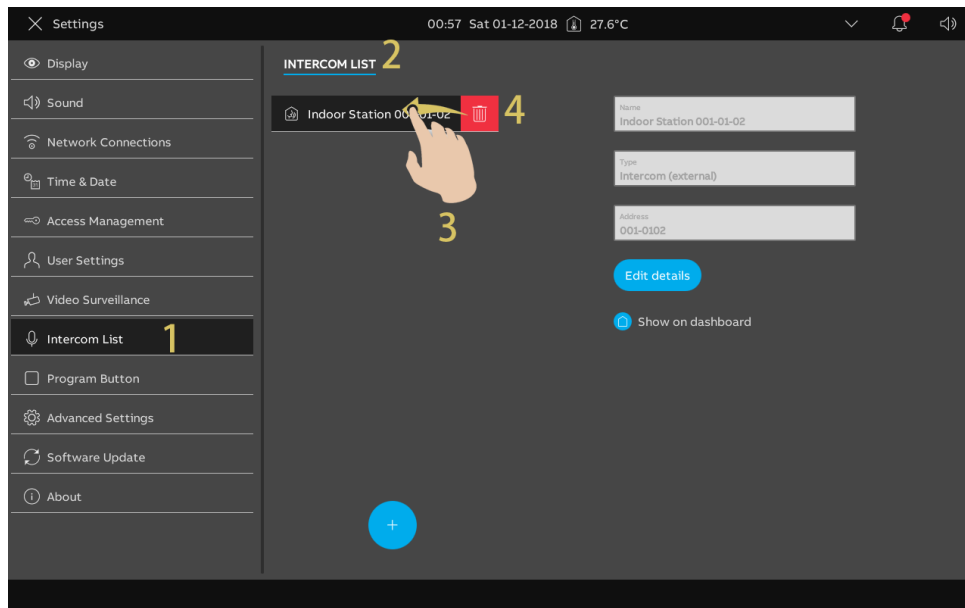 Settings
00:57 Sat 01-12-2018 27.6°C
Display
Sound
Network Connections
Time & Date
Access Management
User Settings
Video Surveillance
Intercom List 1
Program Button
Advanced Settings
Software Update
About
INTERCOM LIST 2
Indoor Station 001-01-02 4
3
+
Name
Indoor Station 001-01-02
Type
Intercom (external)
Address
001-0102
Edit details
Show on dashboard